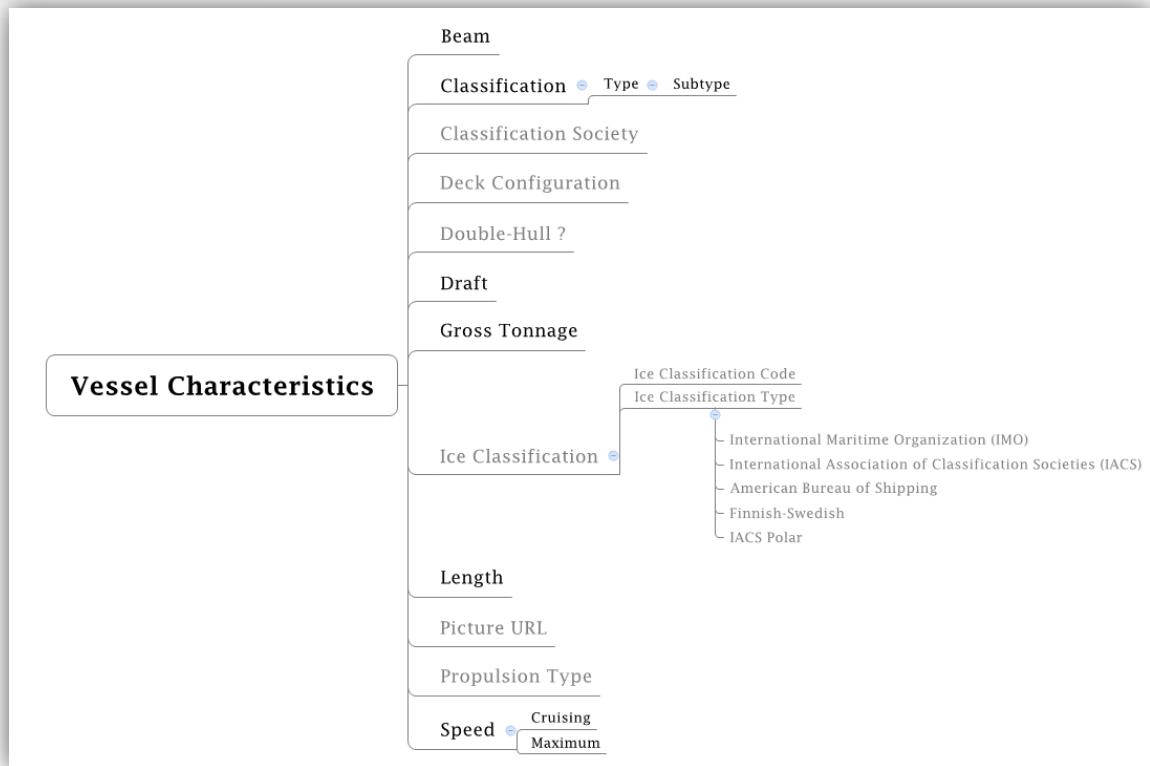 Beam
Classification Type Subtype
Classification Society
Deck Configuration
Double-Hull ?
Draft
Gross Tonnage
Vessel Characteristics
Ice Classification
Ice Classification Code
Ice Classification Type
International Maritime Organization (IMO)
International Association of Classification Societies (IACS)
American Bureau of Shipping
Finnish-Swedish
IACS Polar
Length
Picture URL
Propulsion Type
Speed
Cruising
Maximum